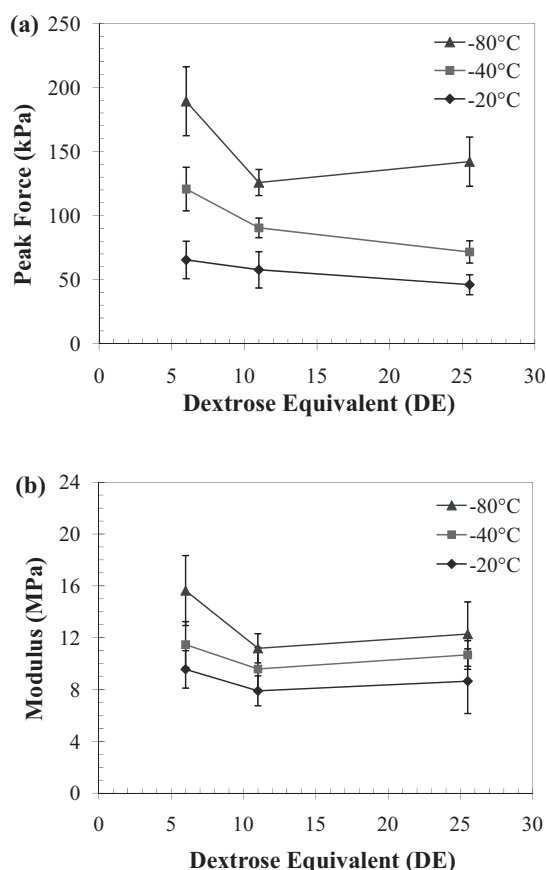 (a)
250
200
150
100
50
0
Peak Force (kPa)
-80°C
-40°C
-20°C
0 5 10 15 20 25 30
Dextrose Equivalent (DE)
(b)
24
20
16
12
8
4
0
Modulus (MPa)
-80°C
-40°C
-20°C
0 5 10 15 20 25 30
Dextrose Equivalent (DE)